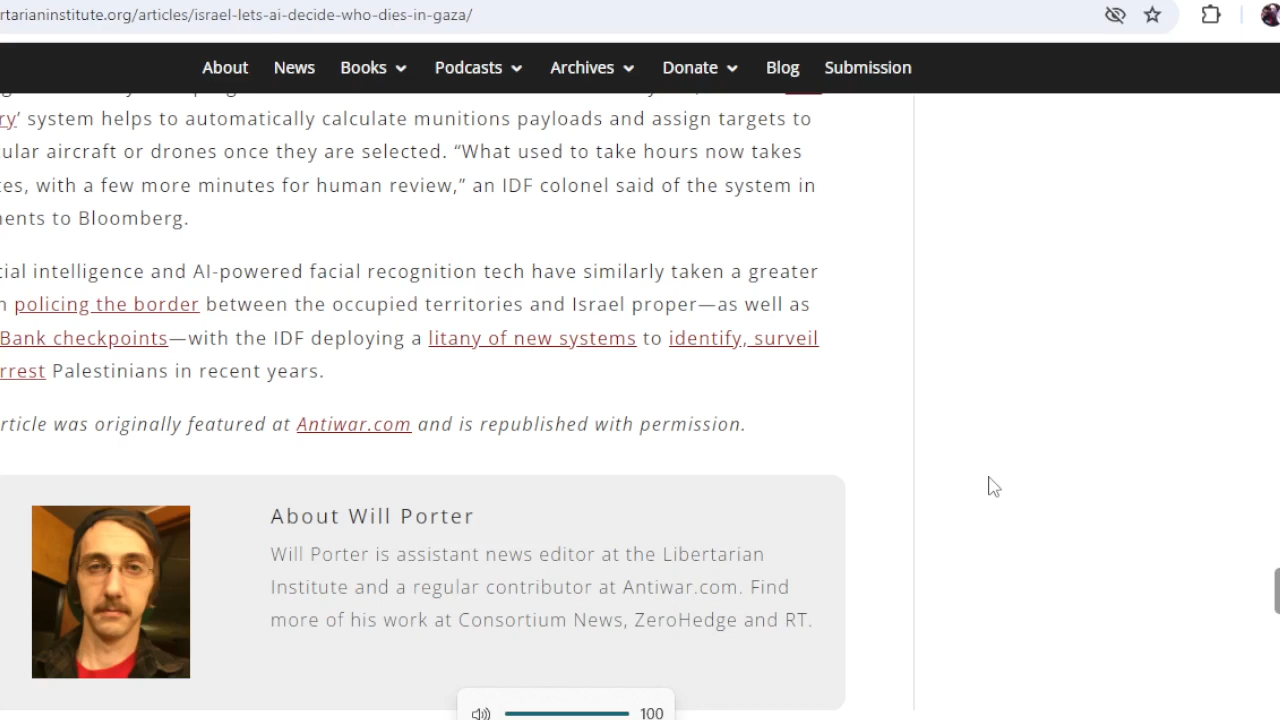 rtarianinstitute.org/articles/israel-lets-ai-decide-who-dies-in-gaza/
About News Books Podcasts Archives Donate Blog Submission
ry’ system helps to automatically calculate munitions payloads and assign targets to
ular aircraft or drones once they are selected. “What used to take hours now takes
es, with a few more minutes for human review,” an IDF colonel said of the system in
ents to Bloomberg.
cial intelligence and AI-powered facial recognition tech have similarly taken a greater
policing the border between the occupied territories and Israel proper—as well as
Bank checkpoints—with the IDF deploying a litany of new systems to identify, surveil
rrest Palestinians in recent years.
rticle was originally featured at Antiwar.com and is republished with permission.
About Will Porter
Will Porter is assistant news editor at the Libertarian
Institute and a regular contributor at Antiwar.com. Find
more of his work at Consortium News, ZeroHedge and RT.
100